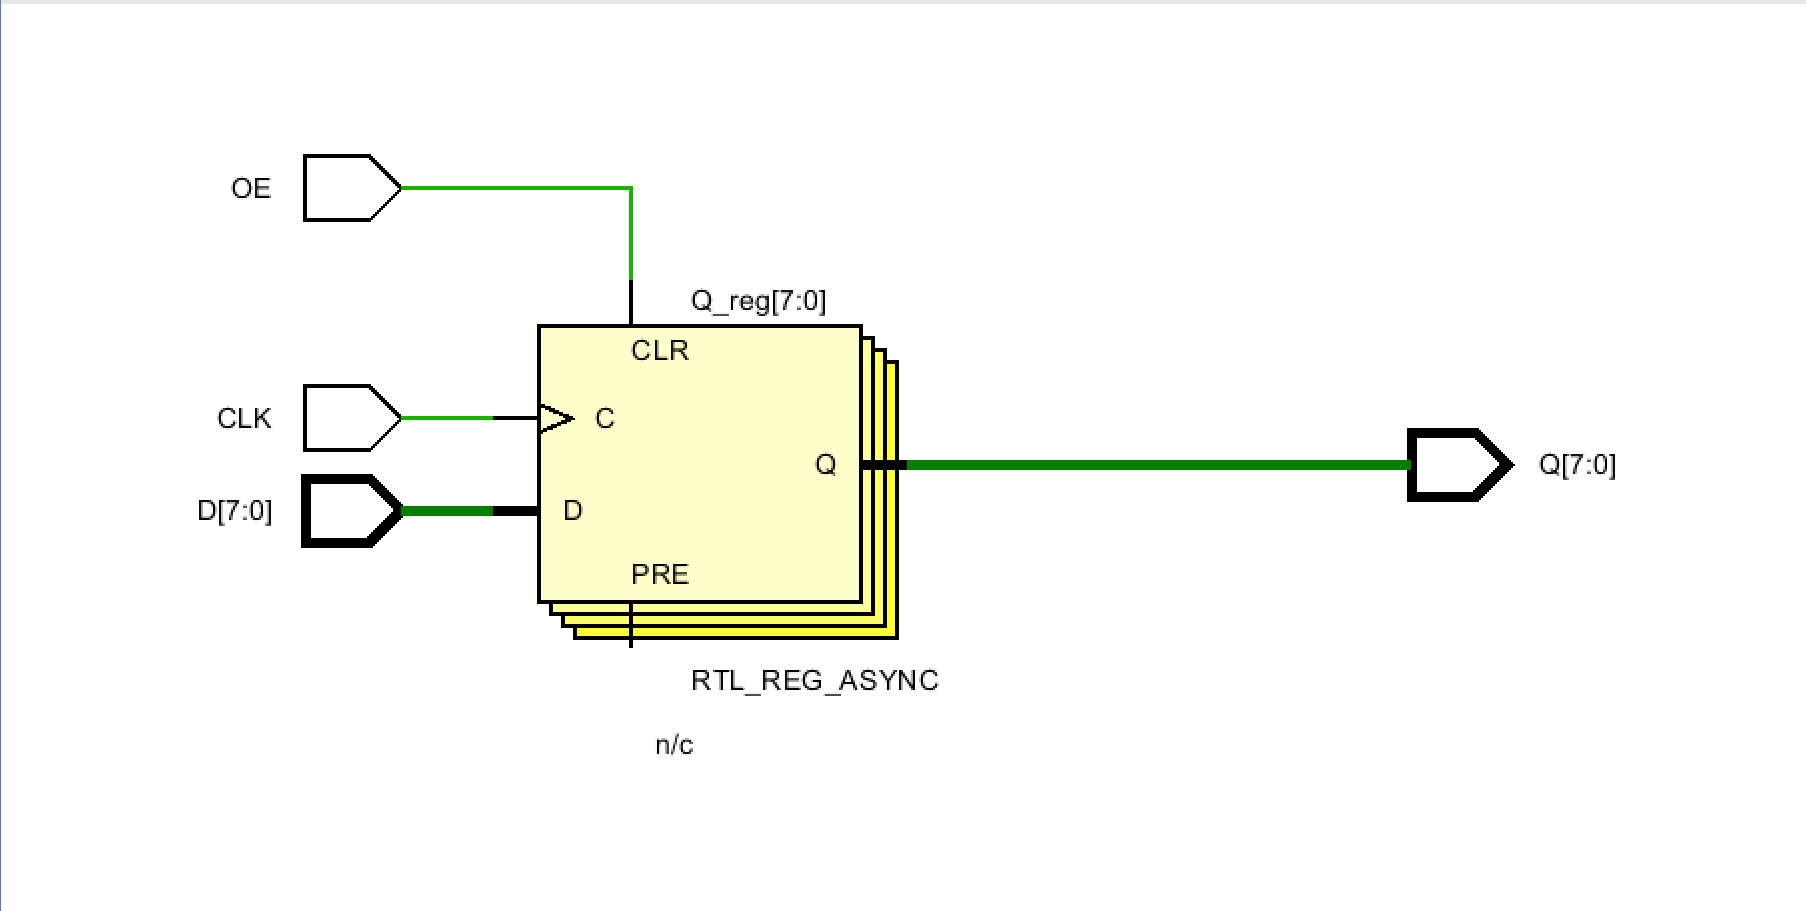 OE
Q_reg[7:0]
CLR
CLK
C
Q
Q[7:0]
D[7:0]
D
PRE
RTL_REG_ASYNC
n/c